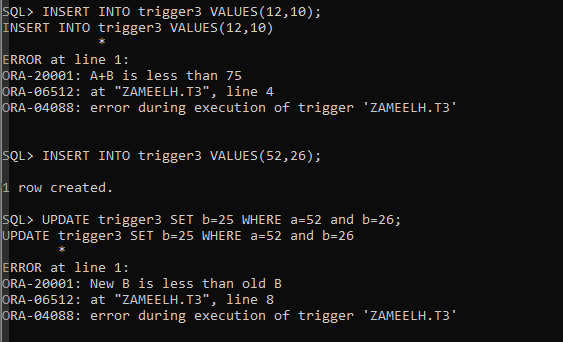 SQL> INSERT INTO trigger3 VALUES(12,10);
INSERT INTO trigger3 VALUES(12,10)
            *
ERROR at line 1:
ORA-20001: A+B is less than 75
ORA-06512: at "ZAMEELH.T3", line 4
ORA-04088: error during execution of trigger 'ZAMEELH.T3'
SQL> INSERT INTO trigger3 VALUES(52,26);
1 row created.
SQL> UPDATE trigger3 SET b=25 WHERE a=52 and b=26;
UPDATE trigger3 SET b=25 WHERE a=52 and b=26
       *
ERROR at line 1:
ORA-20001: New B is less than old B
ORA-06512: at "ZAMEELH.T3", line 8
ORA-04088: error during execution of trigger 'ZAMEELH.T3'